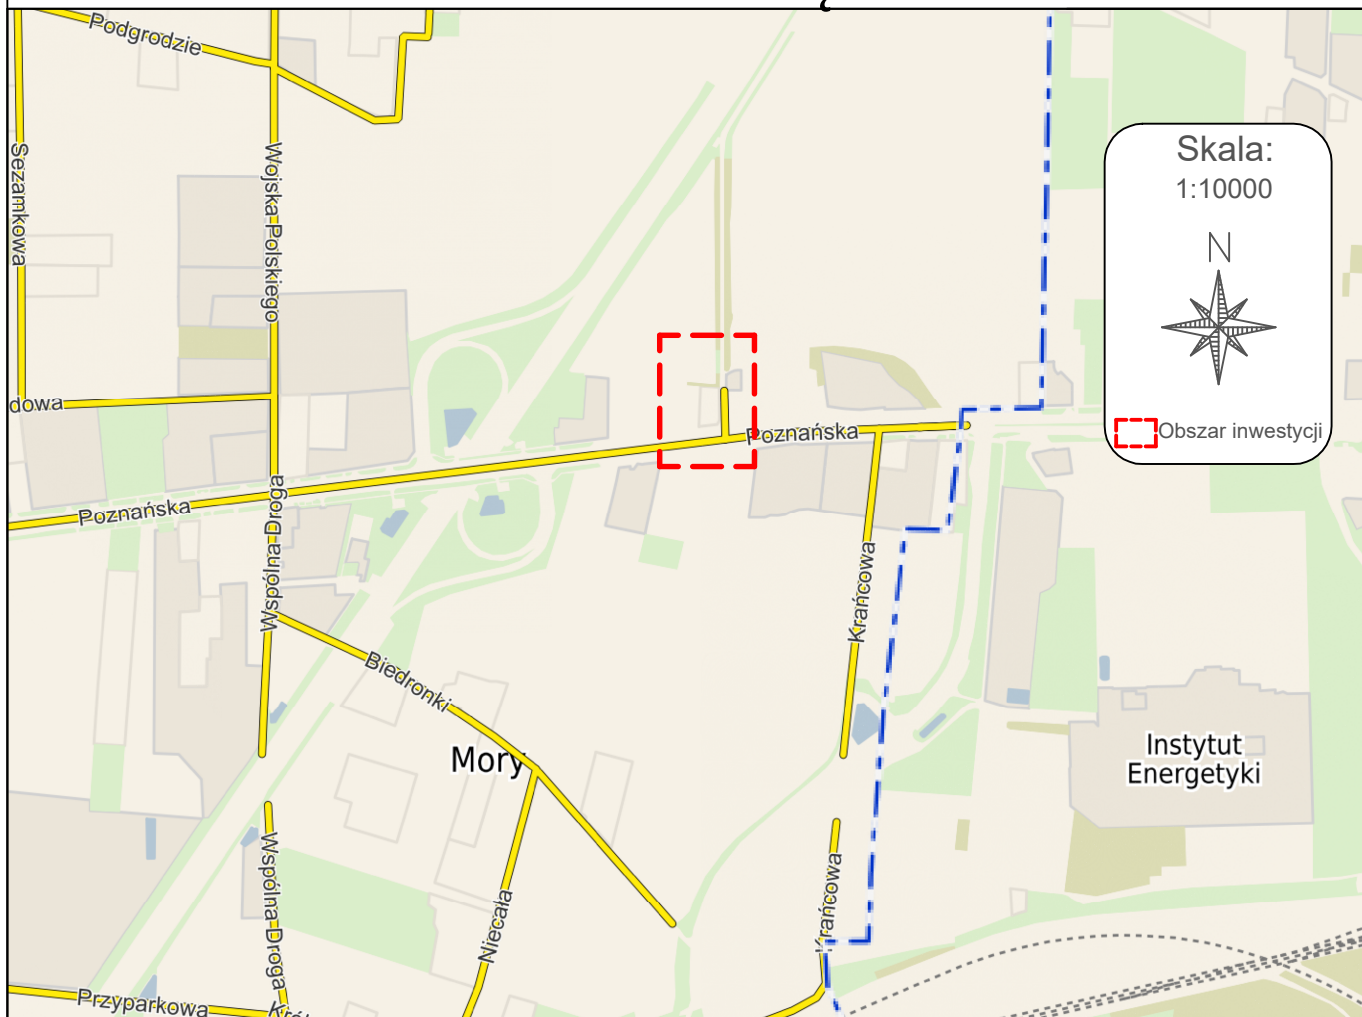 Podgrodzie
Sezamkowa
Wojska Polskiego
Skala:
1:10000
N
Obszar inwestycji
dowa
Poznańska
Poznańska
Wspólna Droga
Krańcowa
Biedronki
Mory
Instytut
Energetyki
Wspólna Droga
Niecała
Krańcowa
Przyparkowa
Kró